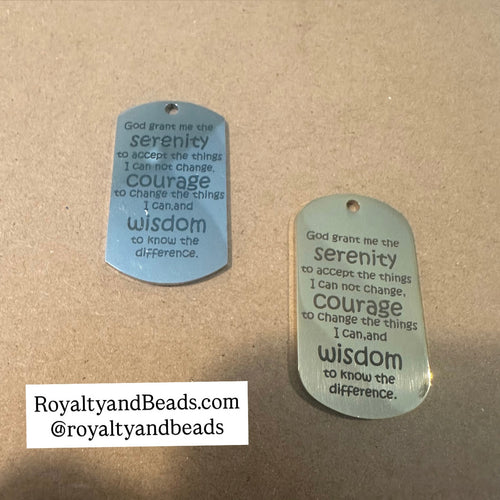 God grant me the
serenity
to accept the things
I can not change,
courage
to change the things
I can,and
wisdom
to know the
difference.
God grant me the
serenity
to accept the things
I can not change,
courage
to change the things
I can,and
wisdom
to know the
difference.
RoyaltyandBeads.com
@royaltyandbeads